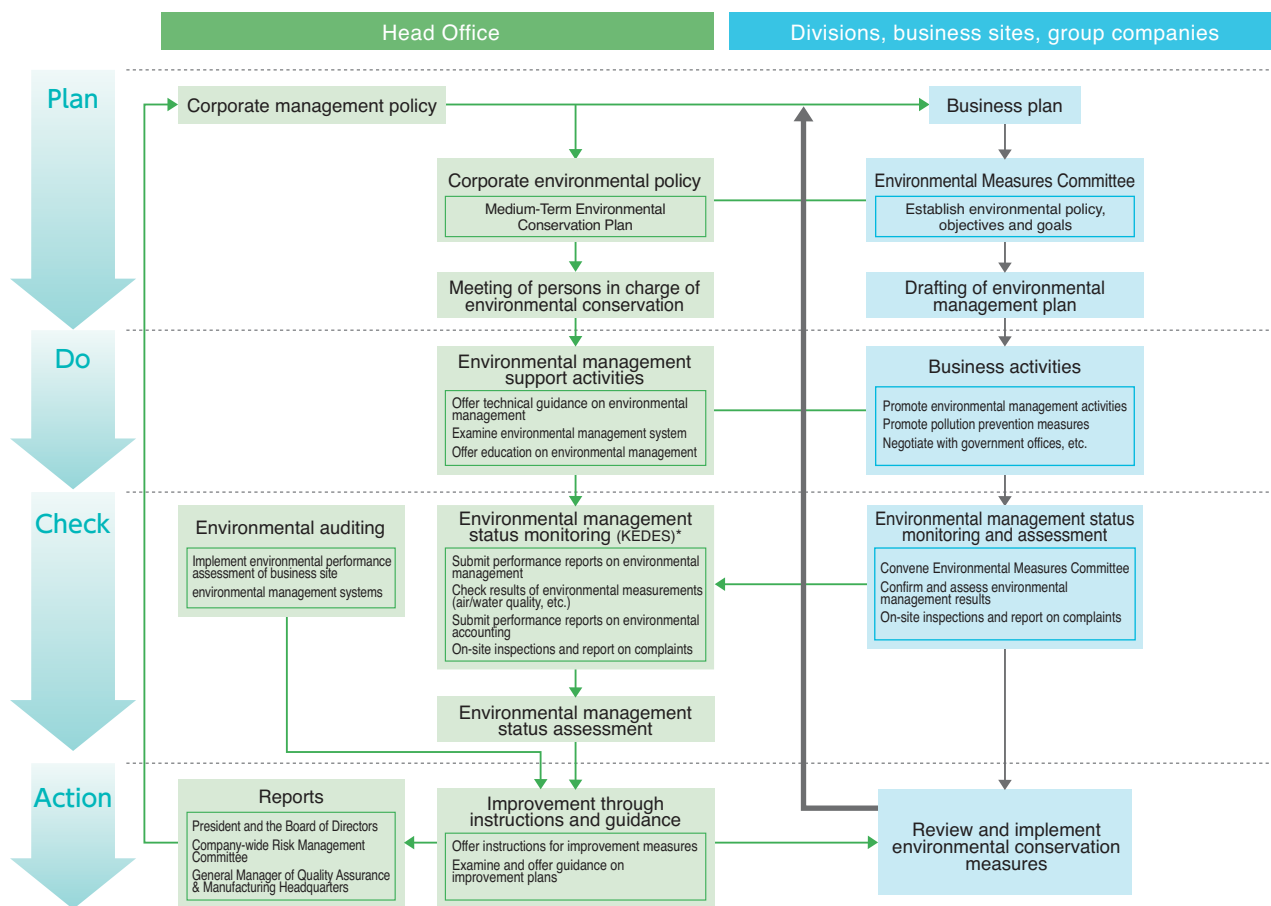 Head Office
Divisions, business sites, group companies
Plan
Corporate management policy
Business plan
Corporate environmental policy
Medium-Term Environmental
Conservation Plan
Environmental Measures Committee
Establish environmental policy,
objectives and goals
Meeting of persons in charge of
environmental conservation
Drafting of environmental
management plan
Do
Environmental management
support activities
Offer technical guidance on environmental
management
Examine environmental management system
Offer education on environmental management
Business activities
Promote environmental management activities
Promote pollution prevention measures
Negotiate with government offices, etc.
Check
Environmental auditing
Implement environmental performance
assessment of business site
environmental management systems
Environmental management
status monitoring (KEDES)*
Submit performance reports on environmental
management
Check results of environmental measurements
(air/water quality, etc.)
Submit performance reports on environmental
accounting
On-site inspections and report on complaints
Environmental management status
monitoring and assessment
Convene Environmental Measures Committee
Confirm and assess environmental
management results
On-site inspections and report on complaints
Environmental management
status assessment
Action
Reports
President and the Board of Directors
Company-wide Risk Management
Committee
General Manager of Quality Assurance
& Manufacturing Headquarters
Improvement through
instructions and guidance
Offer instructions for improvement measures
Examine and offer guidance on
improvement plans
Review and implement
environmental conservation
measures